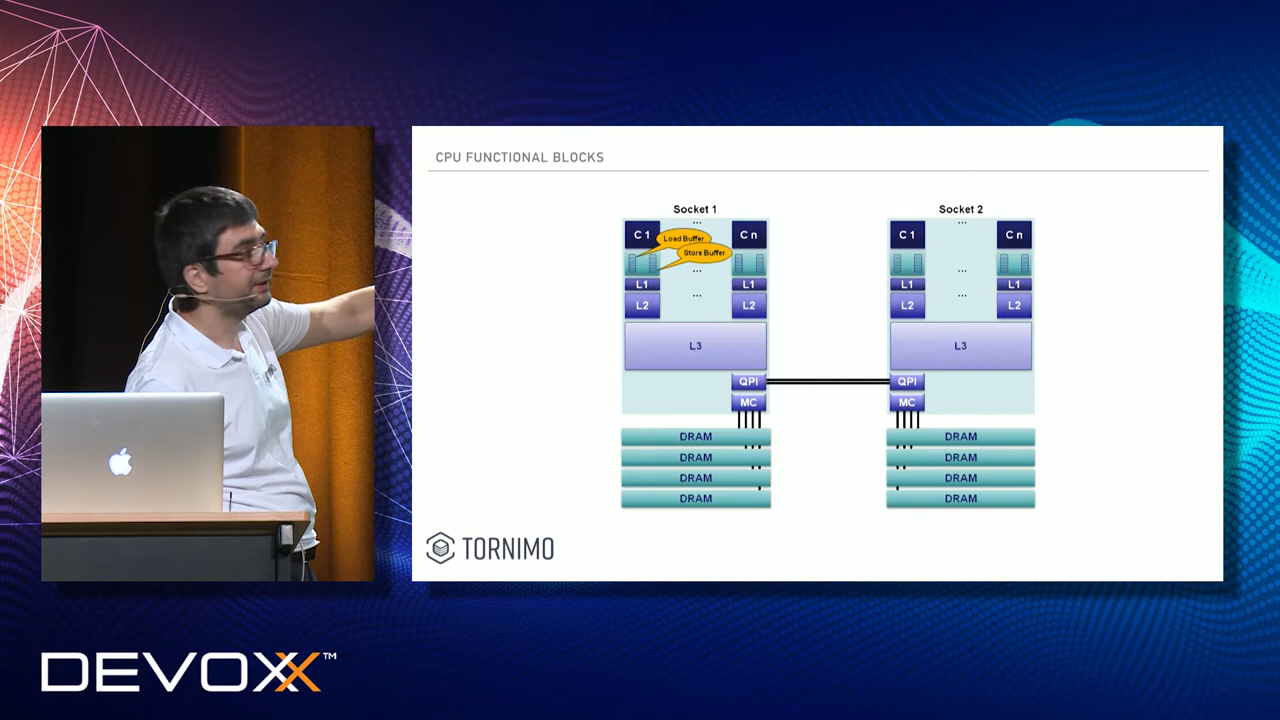 CPU FUNCTIONAL BLOCKS
Socket 1
Socket 2
...
...
C 1
C n
C 1
C n
Load Buffer
Store Buffer
...
...
L1
L1
L1
L1
...
...
L2
L2
L2
L2
L3
L3
QPI
QPI
MC
MC
DRAM
DRAM
DRAM
DRAM
DRAM
DRAM
DRAM
DRAM
TORNIMO
DEVOXX™